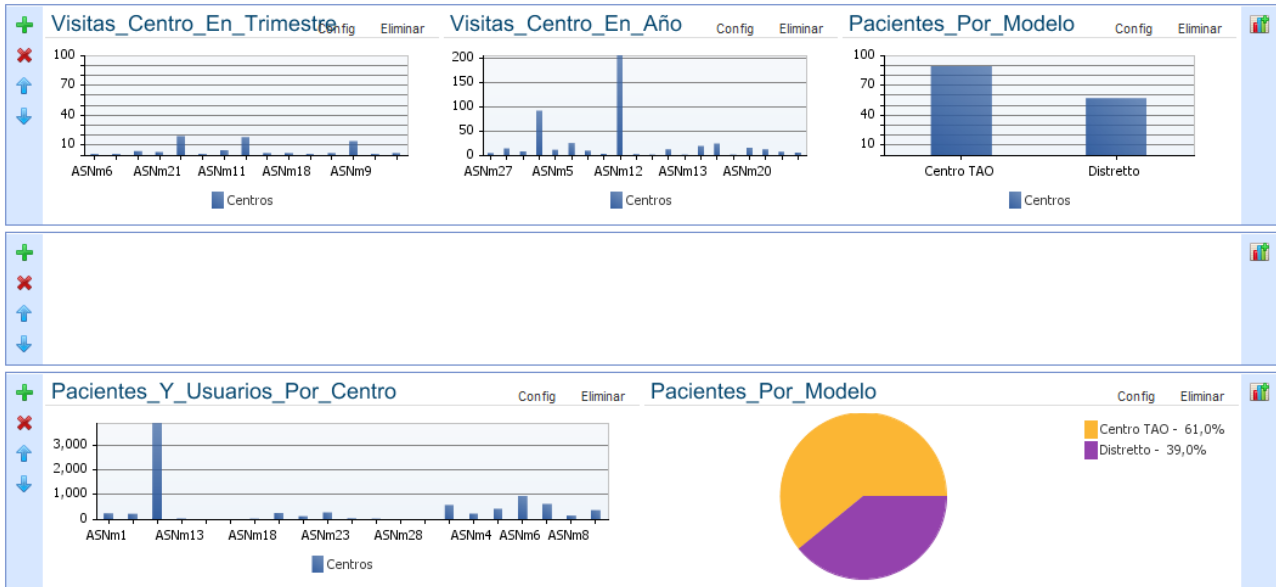 Visitas_Centro_En_Trimestre Config Eliminar
100
70
40
10
ASNm6 ASNm21 ASNm11 ASNm18 ASNm9
Centros
Visitas_Centro_En_Año Config Eliminar
200
150
100
50
0
ASNm27 ASNm5 ASNm12 ASNm13 ASNm20
Centros
Pacientes_Por_Modelo Config Eliminar
100
70
40
10
Centro TAO Distretto
Centros
Pacientes_Y_Usuarios_Por_Centro Config Eliminar
3,000
2,000
1,000
0
ASNm1 ASNm13 ASNm18 ASNm23 ASNm28 ASNm4 ASNm6 ASNm8
Centros
Pacientes_Por_Modelo Config Eliminar
Centro TAO - 61,0%
Distretto - 39,0%